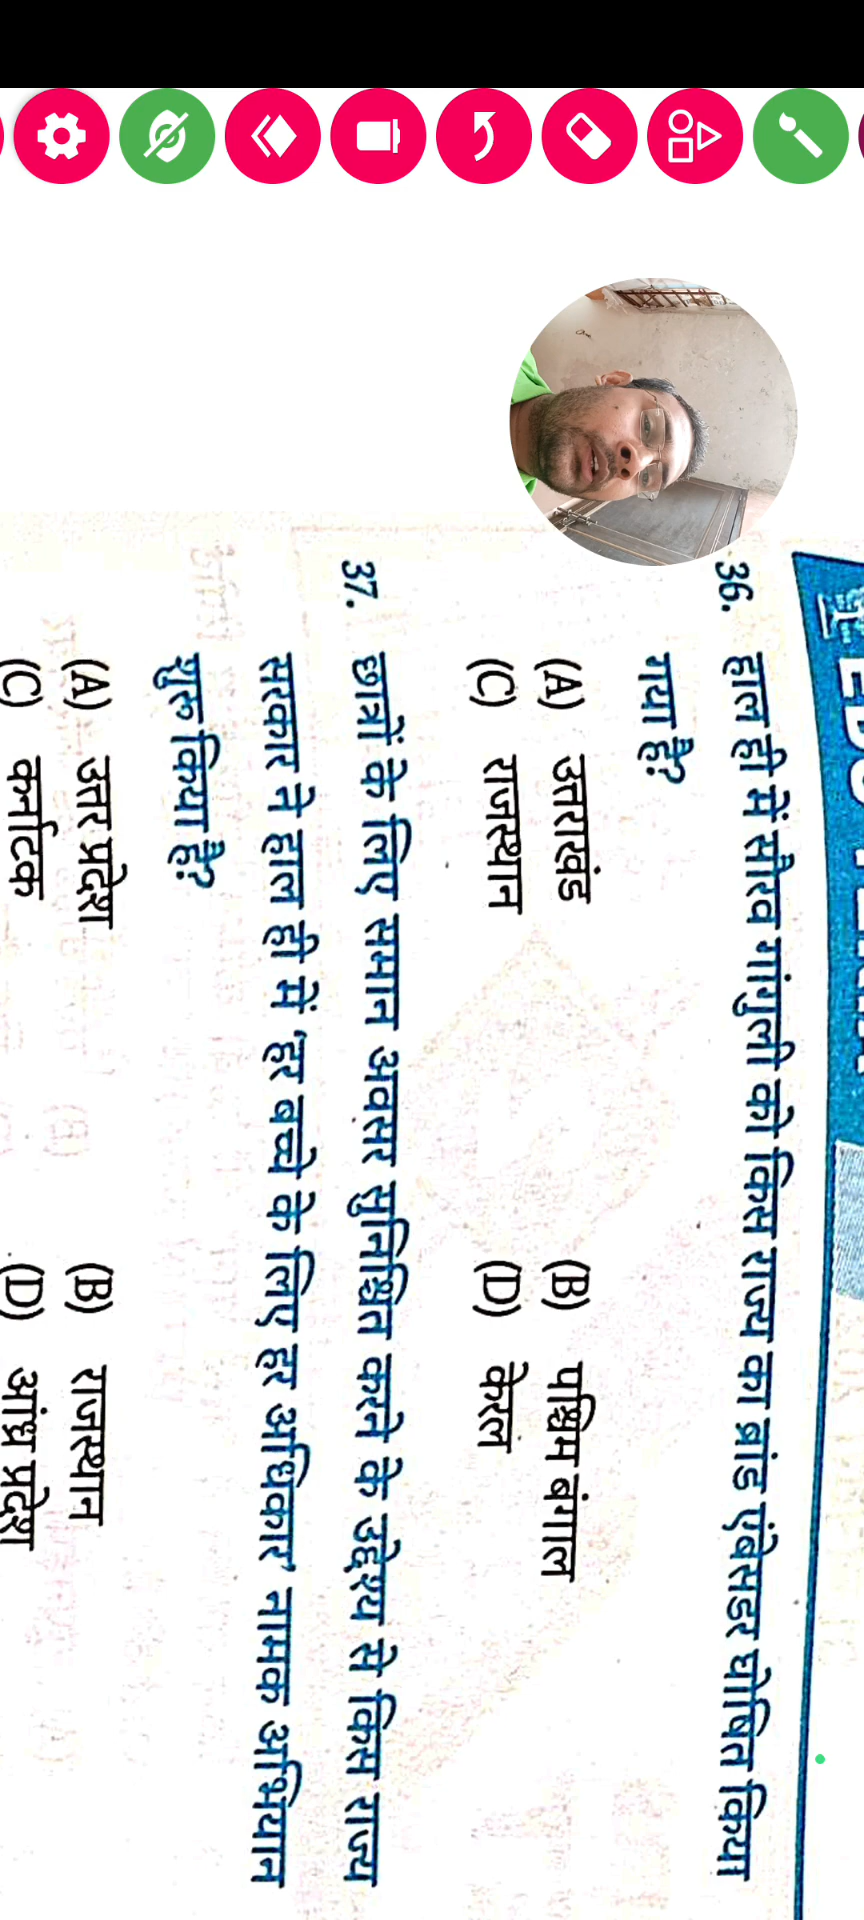 36. हाल ही में सौरव गांगुली को किस राज्य का ब्रांड एंबेसडर घोषित किया
गया है?
(A) उत्तराखंड (B) पश्चिम बंगाल
(C) राजस्थान (D) केरल
37. छात्रों के लिए समान अवसर सुनिश्चित करने के उद्देश्य से किस राज्य
सरकार ने हाल ही में 'हर बच्चे के लिए हर अधिकार' नामक अभियान
शुरू किया है?
(A) उत्तर प्रदेश (B) राजस्थान
(C) कर्नाटक (D) आंध्र प्रदेश